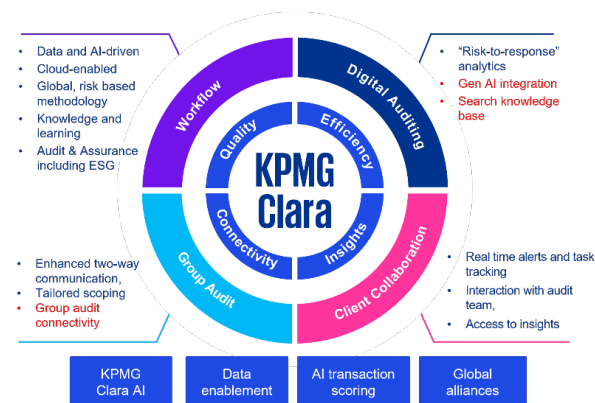 • Data and AI-driven
• Cloud-enabled
• Global, risk based
methodology
• Knowledge and
learning
• Audit & Assurance
including ESG
Workflow
Digital Auditing
• “Risk-to-response”
analytics
• Gen AI integration
• Search knowledge
base
Quality
Efficiency
KPMG
Clara
Connectivity
Insights
Group Audit
Client Collaboration
• Enhanced two-way
communication,
• Tailored scoping
• Group audit
connectivity
• Real time alerts and task
tracking
• Interaction with audit
team,
• Access to insights
KPMG
Clara AI
Data
enablement
AI transaction
scoring
Global
alliances